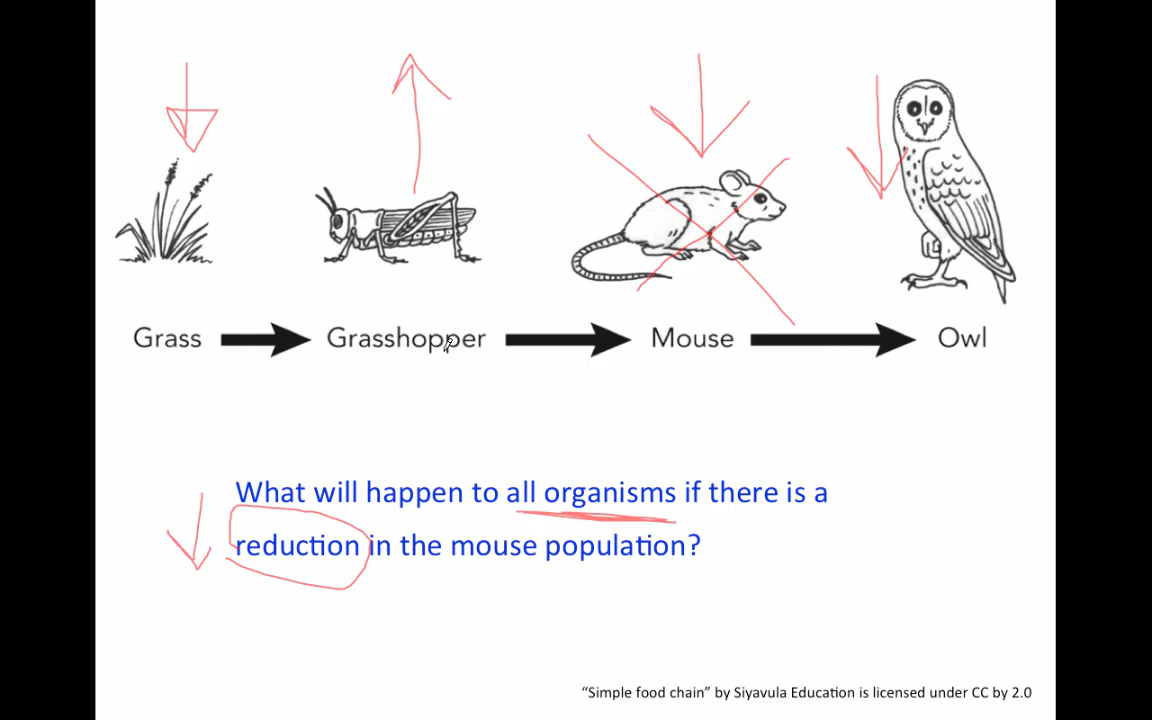 Grass Grasshopper Mouse Owl
What will happen to all organisms if there is a
reduction in the mouse population?
“Simple food chain” by Siyavula Education is licensed under CC by 2.0